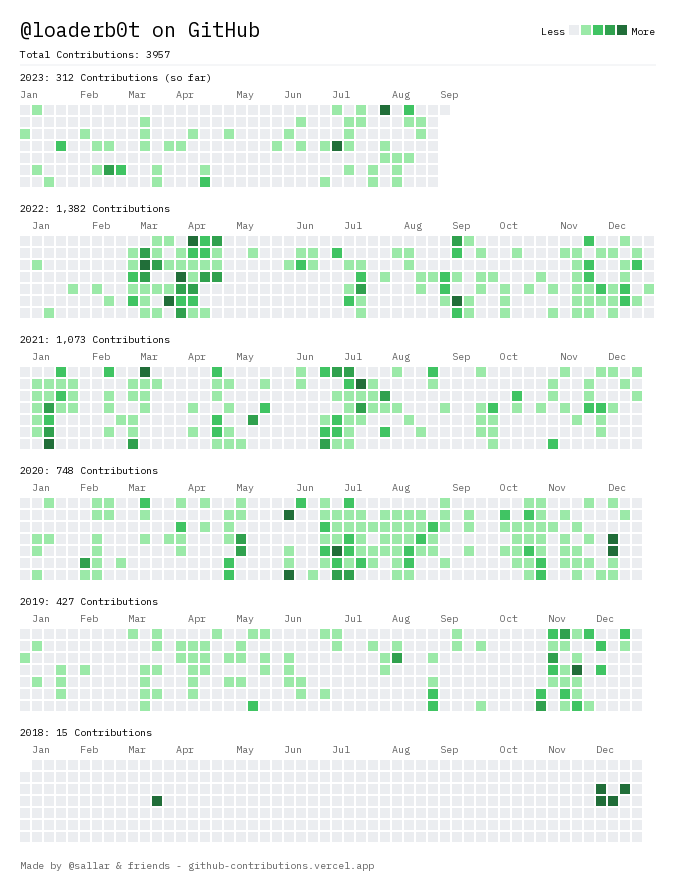 @loaderb0t on GitHub
Less More
Total Contributions: 3957
2023: 312 Contributions (so far)
Jan Feb Mar Apr May Jun Jul Aug Sep
2022: 1,382 Contributions
Jan Feb Mar Apr May Jun Jul Aug Sep Oct Nov Dec
2021: 1,073 Contributions
Jan Feb Mar Apr May Jun Jul Aug Sep Oct Nov Dec
2020: 748 Contributions
Jan Feb Mar Apr May Jun Jul Aug Sep Oct Nov Dec
2019: 427 Contributions
Jan Feb Mar Apr May Jun Jul Aug Sep Oct Nov Dec
2018: 15 Contributions
Jan Feb Mar Apr May Jun Jul Aug Sep Oct Nov Dec
Made by @sallar & friends - github-contributions.vercel.app